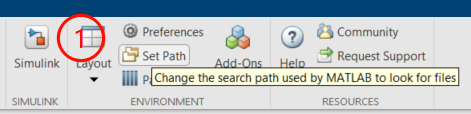 1
Preferences
Community
Set Path
Request Support
Simulink
Layout
Add-Ons
Help
Change the search path used by MATLAB to look for files
SIMULINK
ENVIRONMENT
RESOURCES